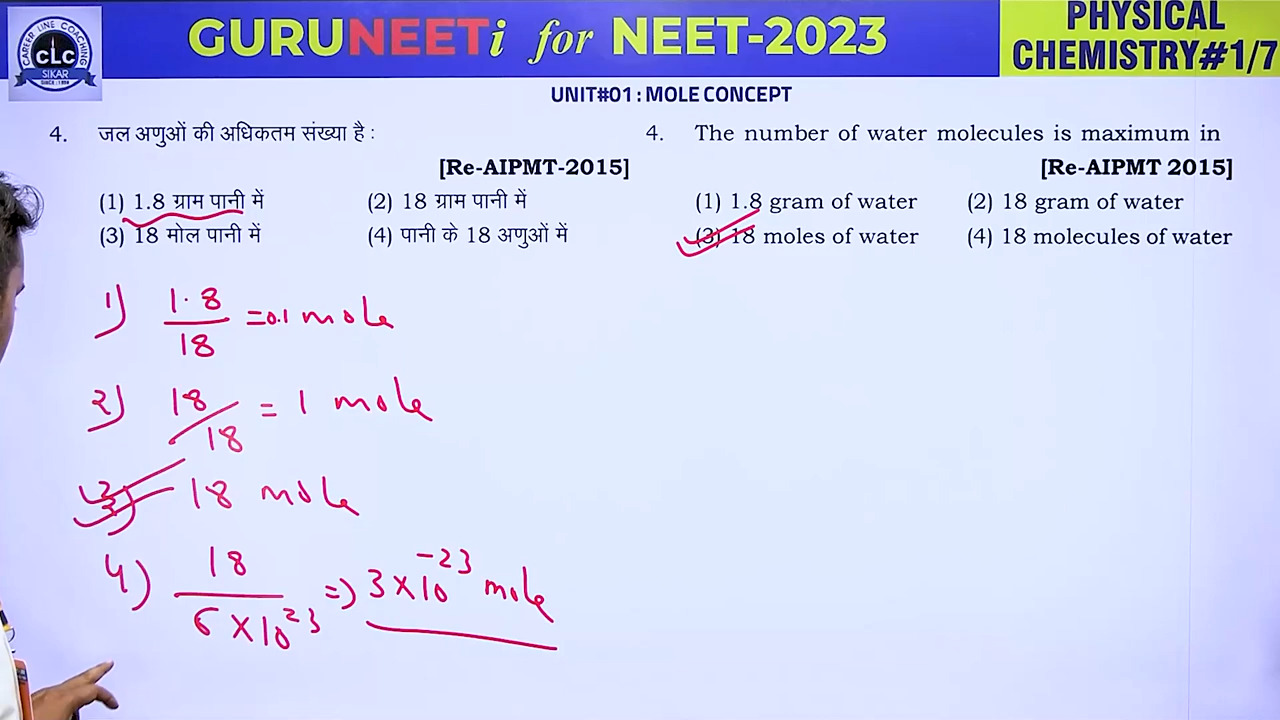 CAREER LINE COACHING
CLC
SIKAR
SINCE : 1996
GURUNEETi for NEET-2023
PHYSICAL
CHEMISTRY#1/7
UNIT#01 : MOLE CONCEPT
4. जल अणुओं की अधिकतम संख्या है :
[Re-AIPMT-2015]
(1) 1.8 ग्राम पानी में (2) 18 ग्राम पानी में
(3) 18 मोल पानी में (4) पानी के 18 अणुओं में
4. The number of water molecules is maximum in
[Re-AIPMT 2015]
(1) 1.8 gram of water (2) 18 gram of water
(3) 18 moles of water (4) 18 molecules of water
1) 1.8/18 = 0.1 mole
2) 18/18 = 1 mole
3) 18 mole
4) 18/6×10²³ => 3×10⁻²³ mole